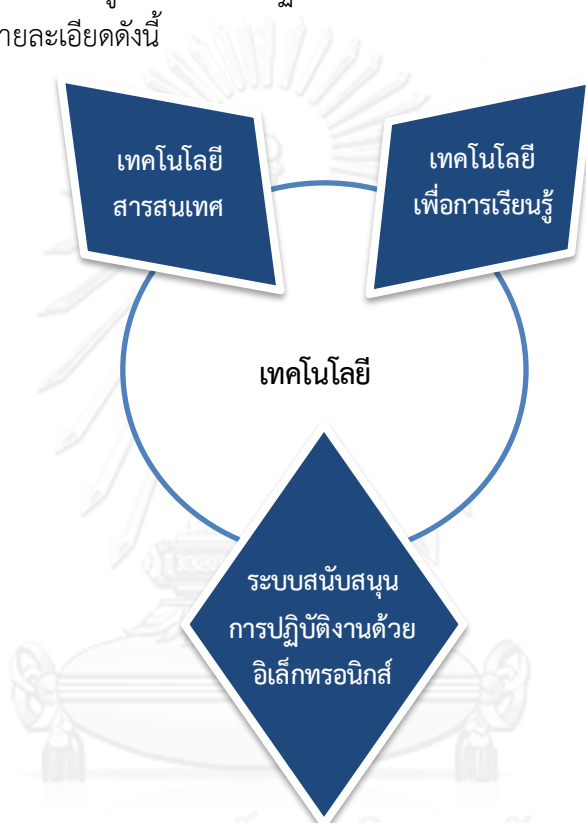 รายละเอียดดังนี้
เทคโนโลยี
สารสนเทศ
เทคโนโลยี
เพื่อการเรียนรู้
เทคโนโลยี
ระบบสนับสนุน
การปฏิบัติงานด้วย
อิเล็กทรอนิกส์